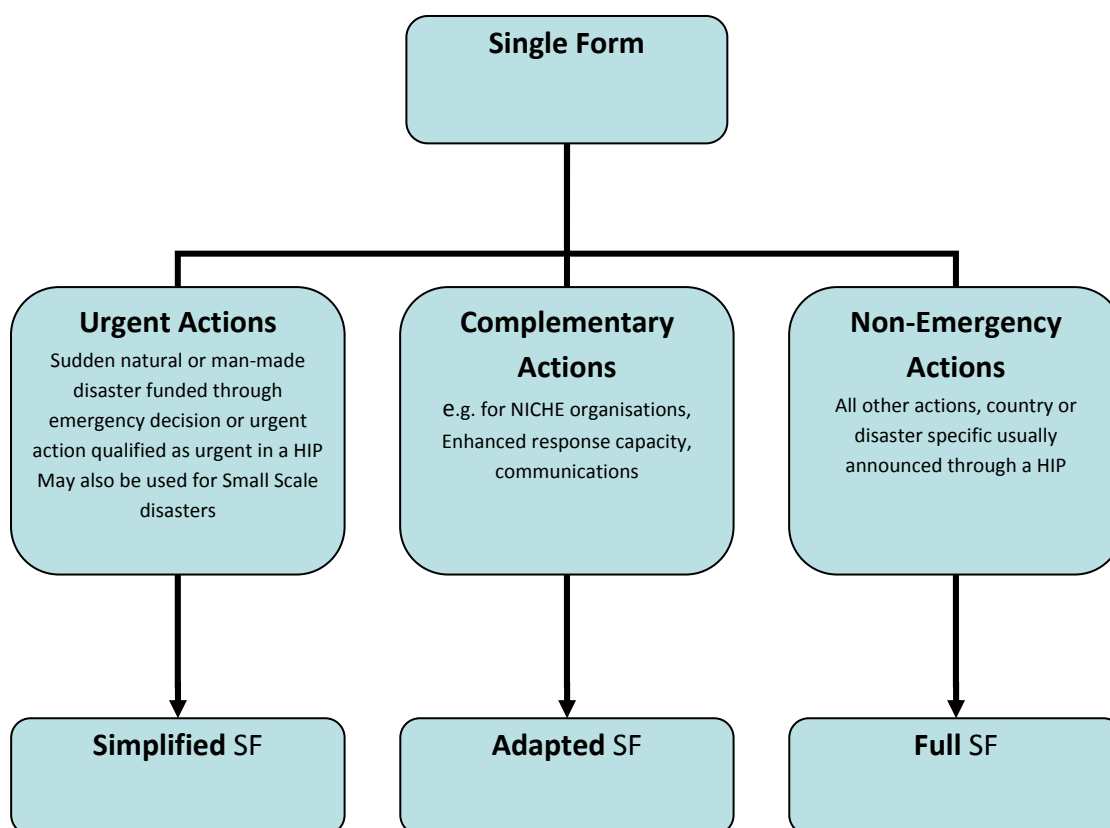 Single Form
Urgent Actions
Sudden natural or man-made
disaster funded through
emergency decision or urgent
action qualified as urgent in a HIP
May also be used for Small Scale
disasters
Complementary
Actions
e.g. for NICHE organisations,
Enhanced response capacity,
communications
Non-Emergency
Actions
All other actions, country or
disaster specific usually
announced through a HIP
Simplified SF
Adapted SF
Full SF